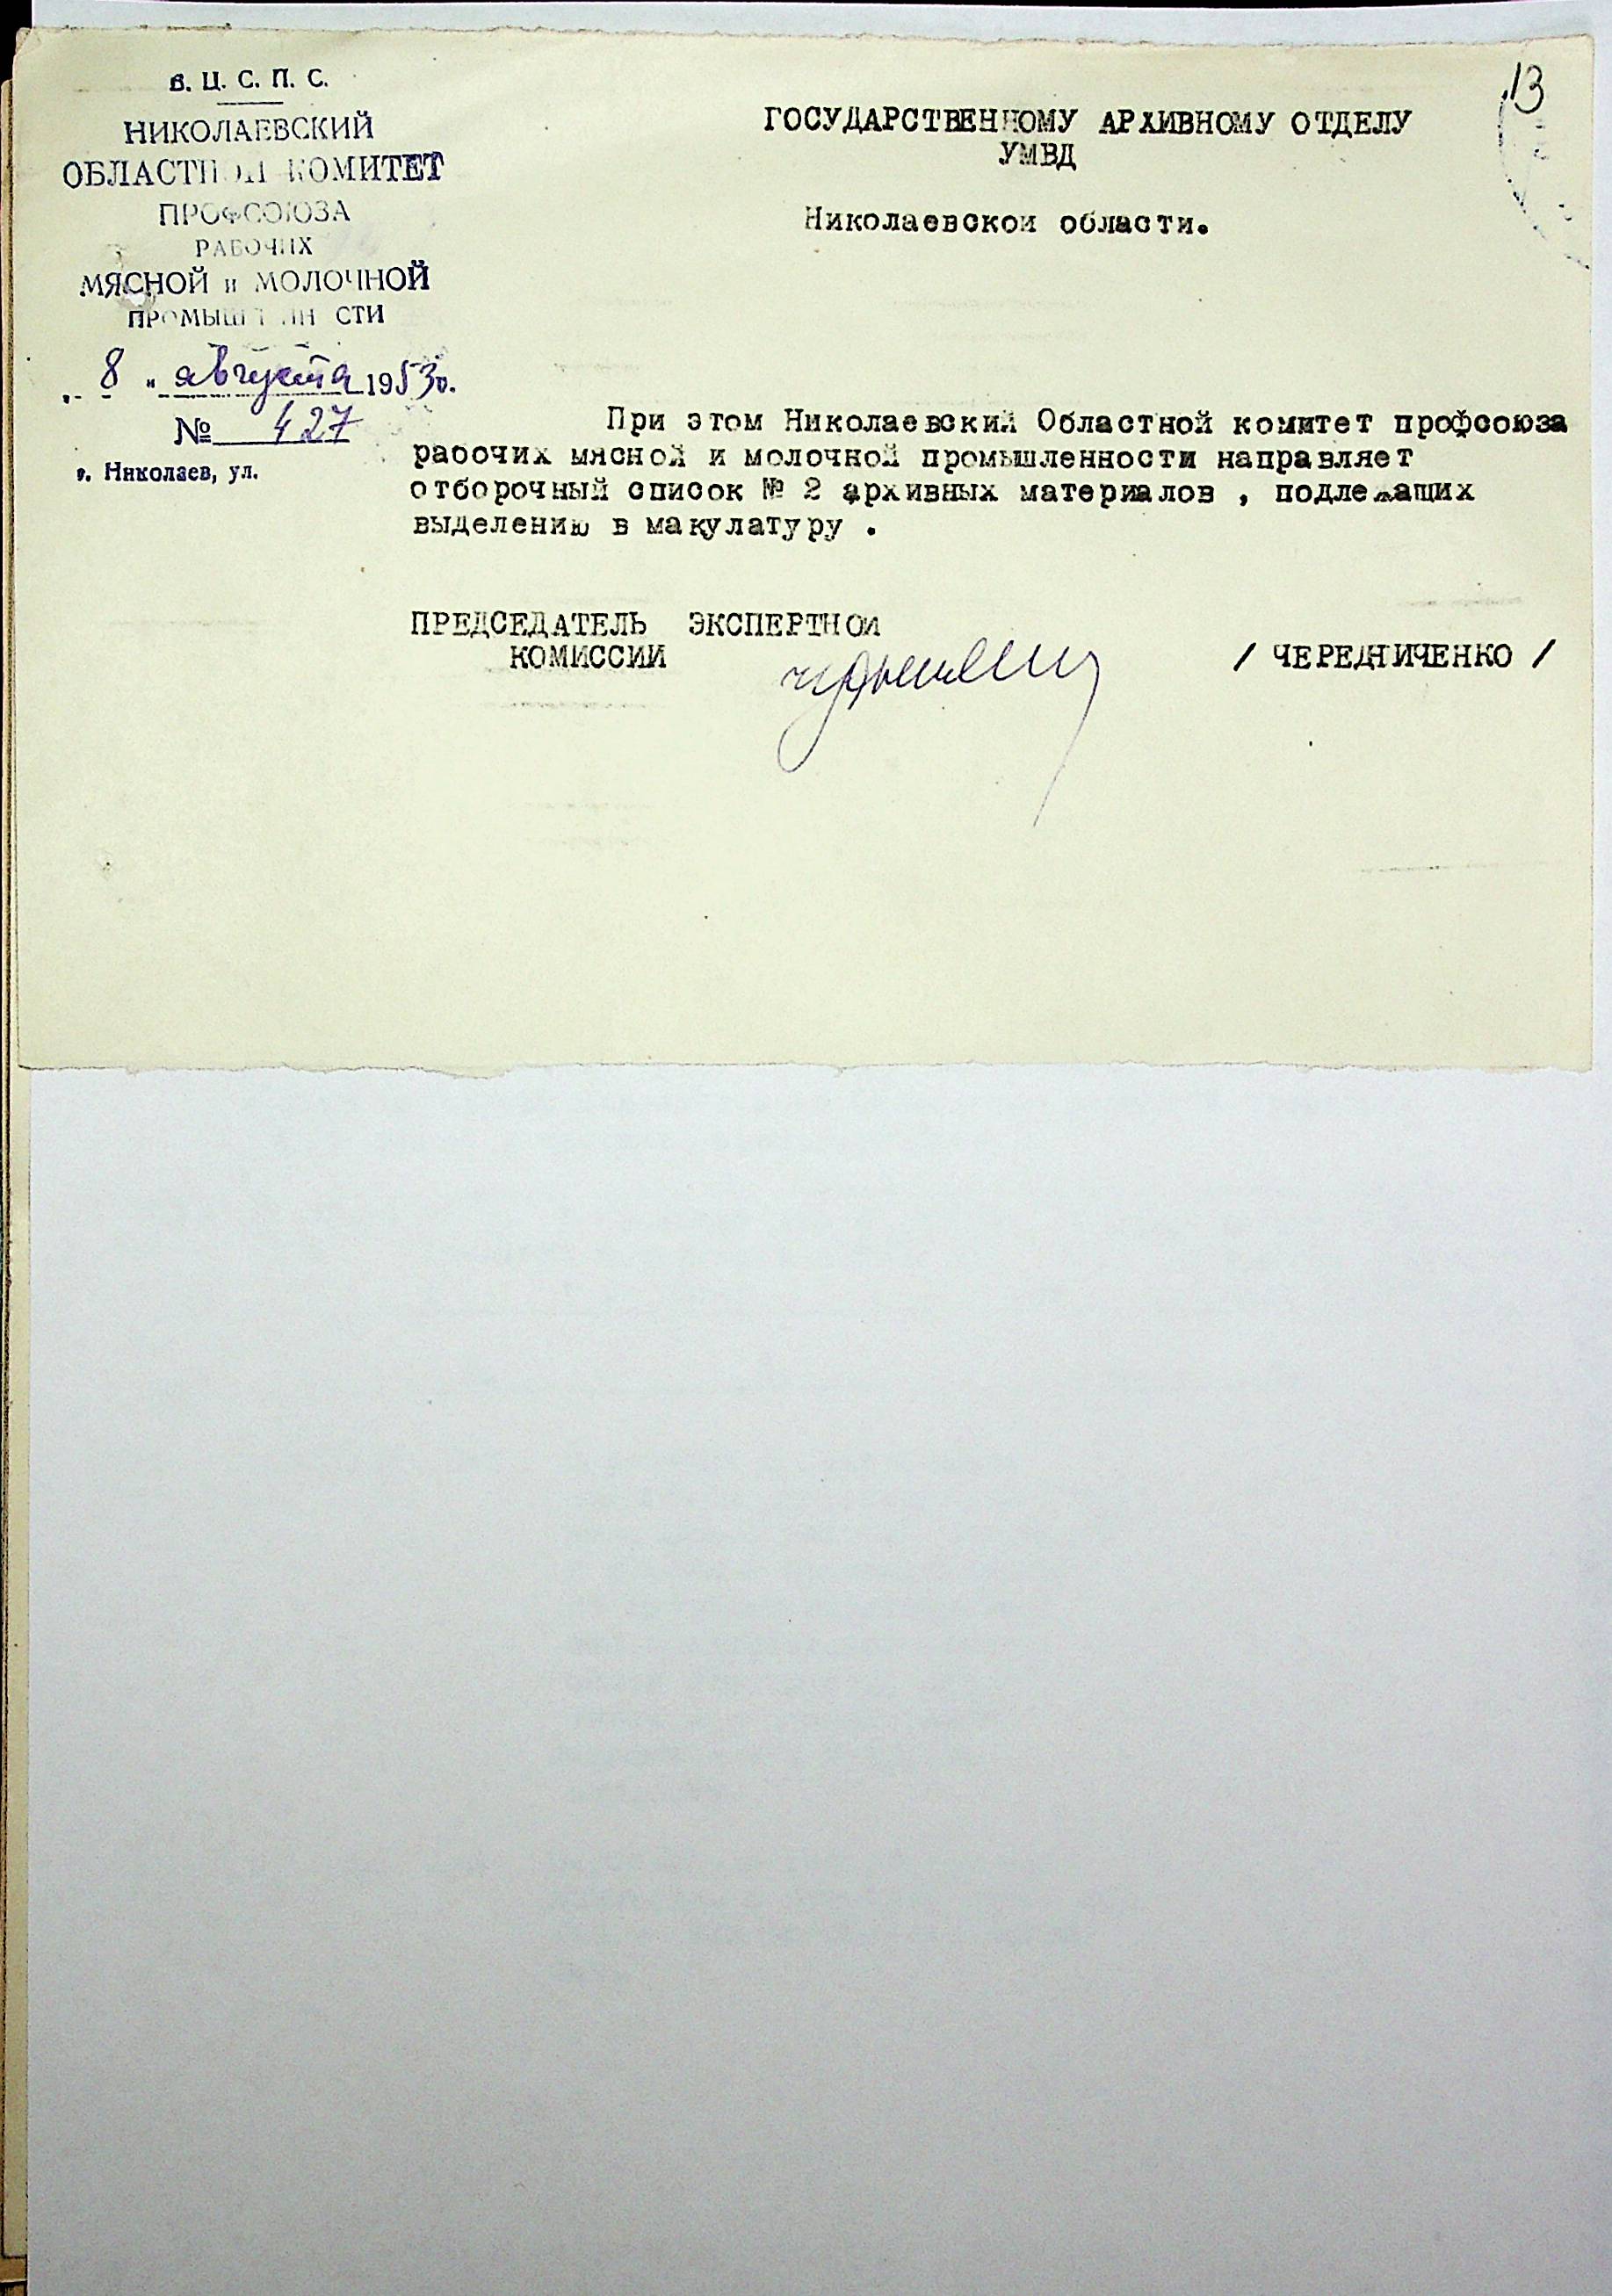 13
В. Ц. С. П. С.
НИКОЛАЕВСКИЙ
ОБЛАСТНОЙ КОМИТЕТ
ПРОФСОЮЗА
РАБОЧИХ
МЯСНОЙ и МОЛОЧНОЙ
ПРОМЫШЛЕННОСТИ
„ 8 " августа 1953г.
№ 427
г. Николаев, ул.
ГОСУДАРСТВЕННОМУ АРХИВНОМУ ОТДЕЛУ
УМВД
Николаевской области.
При этом Николаевский Областной комитет профсоюза
рабочих мясной и молочной промышленности направляет
отборочный список № 2 архивных материалов , подлежащих
выделению в макулатуру .
ПРЕДСЕДАТЕЛЬ ЭКСПЕРТНОЙ
КОМИССИИ
/ ЧЕРЕДНИЧЕНКО /